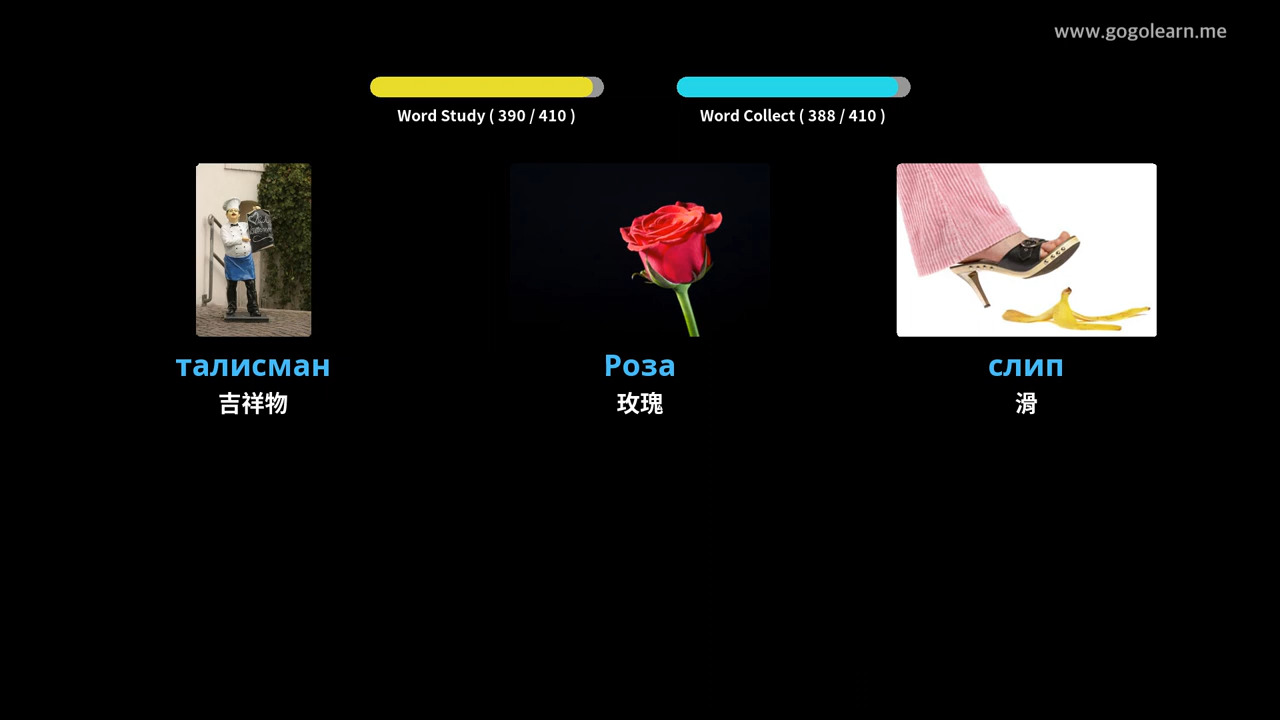 www.gogolearn.me
Word Study ( 390 / 410 )
Word Collect ( 388 / 410 )
талисман
吉祥物
Роза
玫瑰
слип
滑